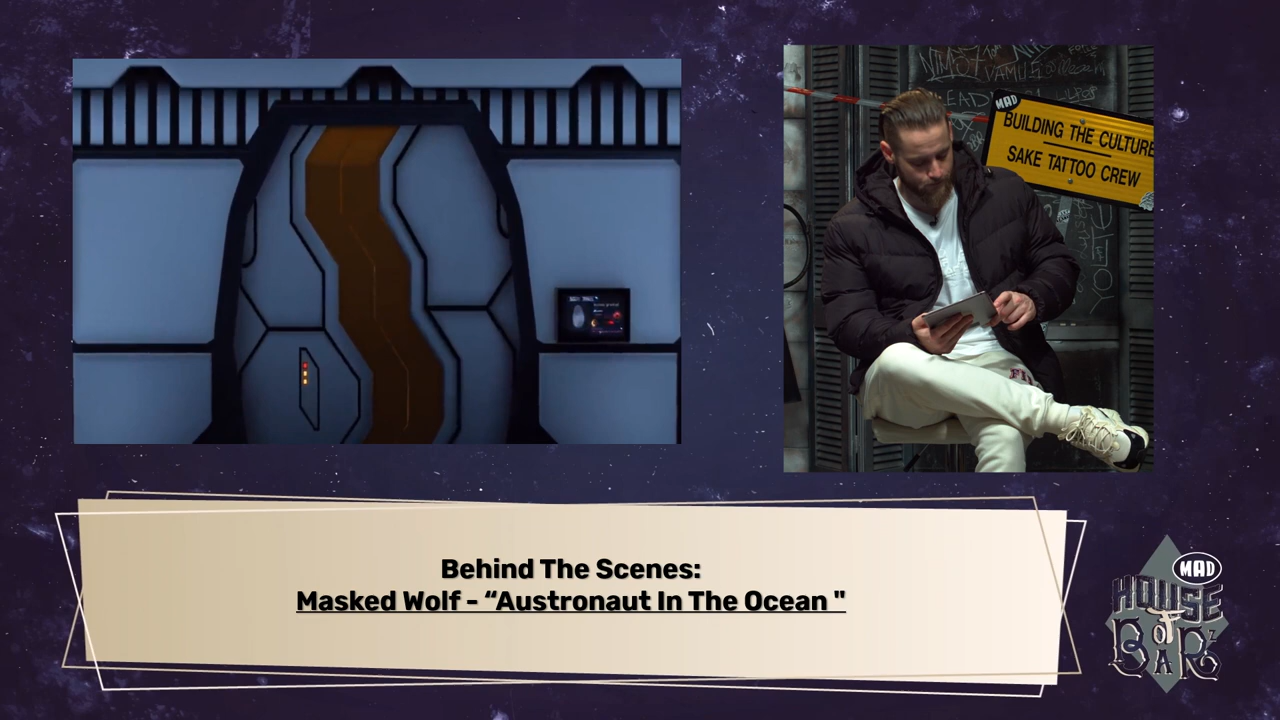 MAD
BUILDING THE CULTURE
SAKE TATTOO CREW
Behind The Scenes:
Masked Wolf - “Austronaut In The Ocean "
MAD
HOUSE
OF
BARZ